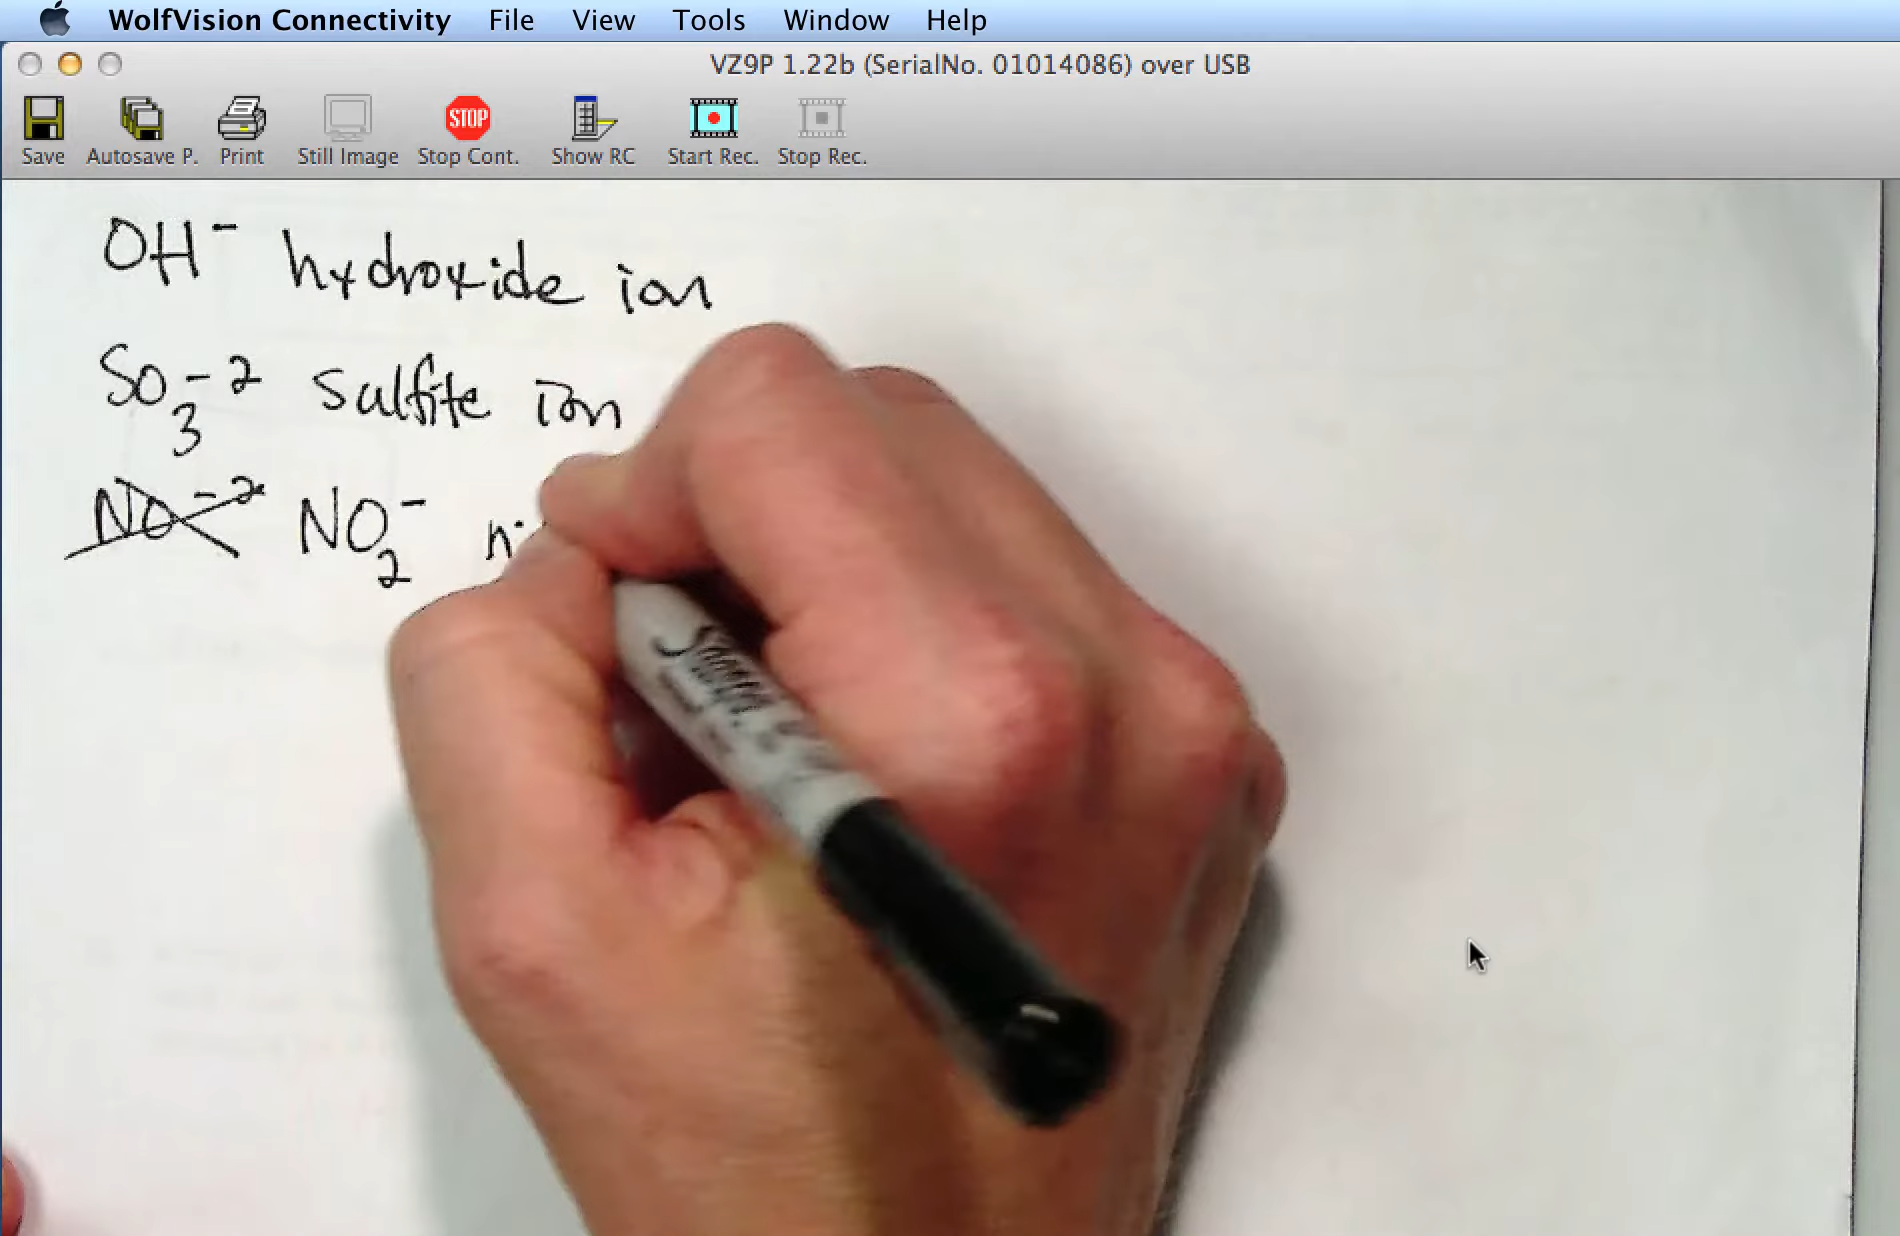 WolfVision Connectivity File View Tools Window Help
VZ9P 1.22b (SerialNo. 01014086) over USB
Save Autosave P. Print Still Image Stop Cont. Show RC Start Rec. Stop Rec.
STOP
OH⁻ hydroxide ion
SO₃⁻² sulfite ion
NO⁻² NO₂⁻ ni
Sharpie